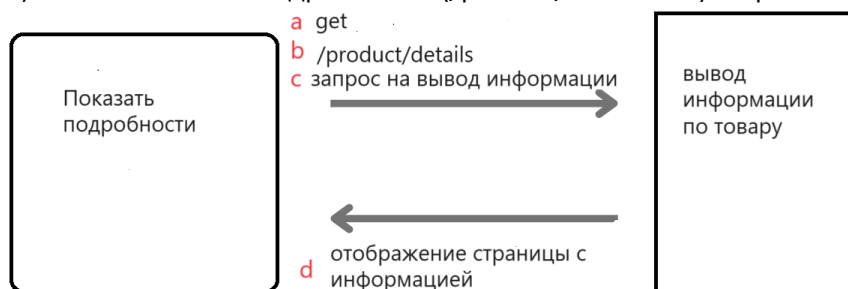 a get
b /product/details
c запрос на вывод информации
Показать
подробности
вывод
информации
по товару
d отображение страницы с
информацией